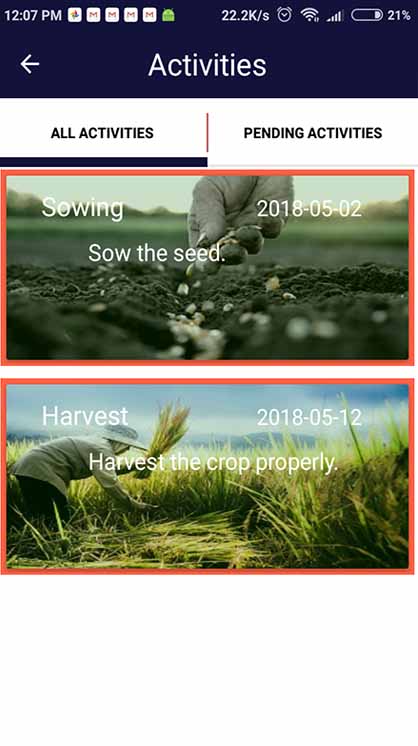 12:07 PM 22.2K/s 21%
Activities
ALL ACTIVITIES PENDING ACTIVITIES
Sowing 2018-05-02
Sow the seed.
Harvest 2018-05-12
Harvest the crop properly.